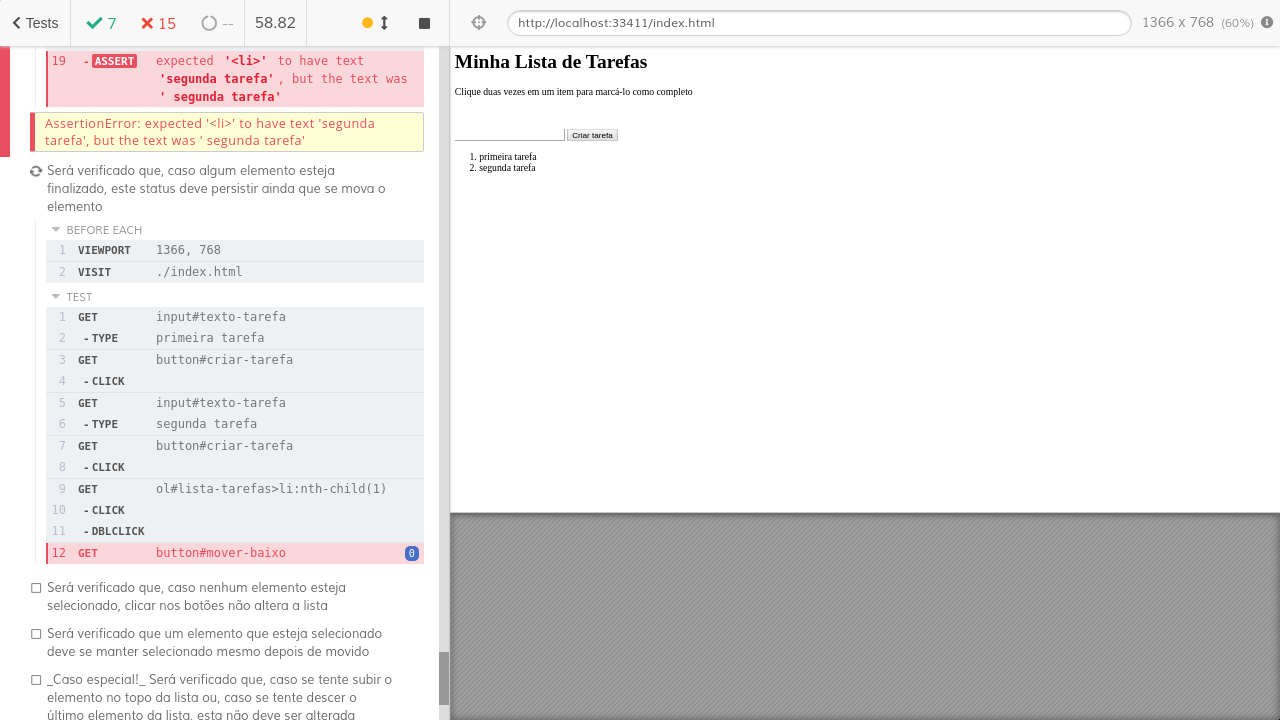 Tests
7
15
--
58.82
http://localhost:33411/index.html
1366 x 768 (60%)
19 - ASSERT expected '<li>' to have text
'segunda tarefa', but the text was
' segunda tarefa'
AssertionError: expected '<li>' to have text 'segunda
tarefa', but the text was ' segunda tarefa'
Será verificado que, caso algum elemento esteja
finalizado, este status deve persistir ainda que se mova o
elemento
BEFORE EACH
1 VIEWPORT 1366, 768
2 VISIT ./index.html
TEST
1 GET input#texto-tarefa
2 - TYPE primeira tarefa
3 GET button#criar-tarefa
4 - CLICK
5 GET input#texto-tarefa
6 - TYPE segunda tarefa
7 GET button#criar-tarefa
8 - CLICK
9 GET ol#lista-tarefas>li:nth-child(1)
10 - CLICK
11 - DBLCLICK
12 GET button#mover-baixo 0
Será verificado que, caso nenhum elemento esteja
selecionado, clicar nos botões não altera a lista
Será verificado que um elemento que esteja selecionado
deve se manter selecionado mesmo depois de movido
_Caso especial!_ Será verificado que, caso se tente subir o
elemento no topo da lista ou, caso se tente descer o
último elemento da lista, esta não deve ser alterada
Minha Lista de Tarefas
Clique duas vezes em um item para marcá-lo como completo
Criar tarefa
1. primeira tarefa
2. segunda tarefa